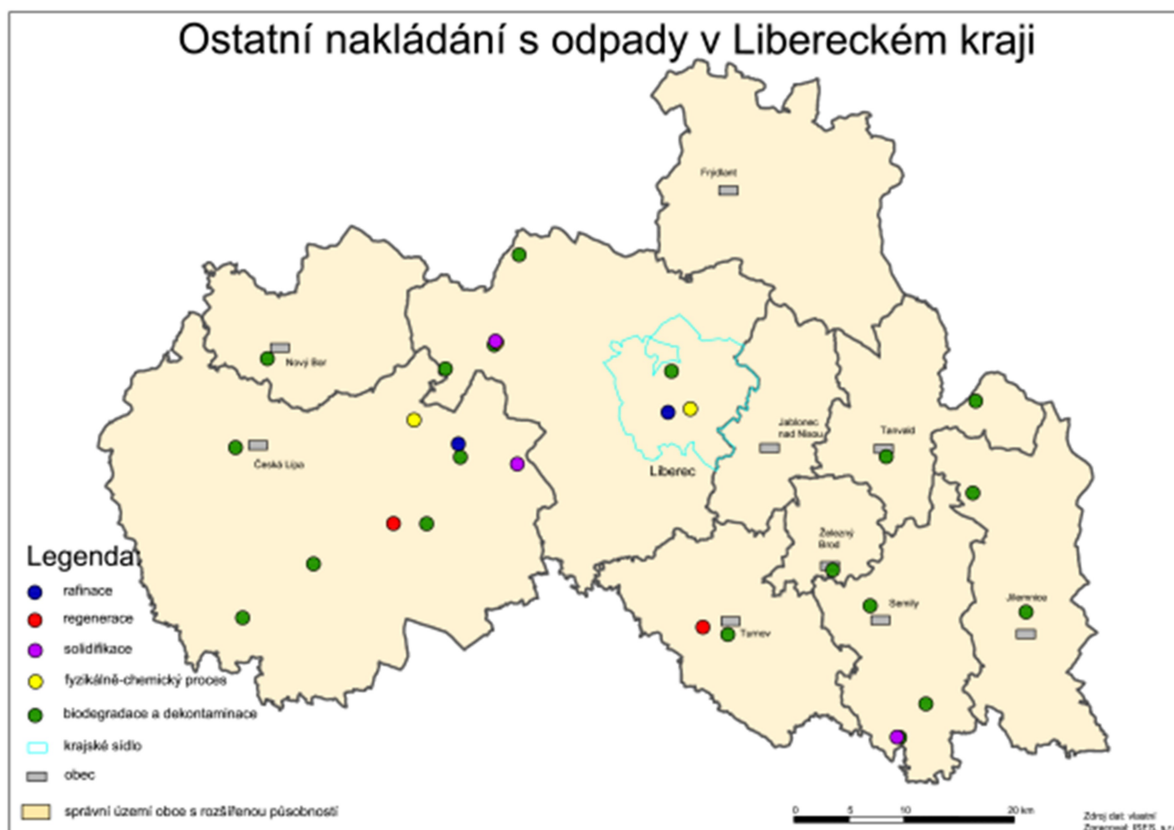 Ostatní nakládání s odpady v Libereckém kraji
Frýdlant
Nový Bor
Česká Lípa
Liberec
Jablonec
nad Nisou
Tanvald
Železný
Brod
Semily
Jilemnice
Turnov
Legenda:
rafinace
regenerace
solidifikace
fyzikálně-chemický proces
biodegradace a dekontaminace
krajské sídlo
obec
správní území obce s rozšířenou působností
0 5 10 20 km
Zdroj dat: vlastní